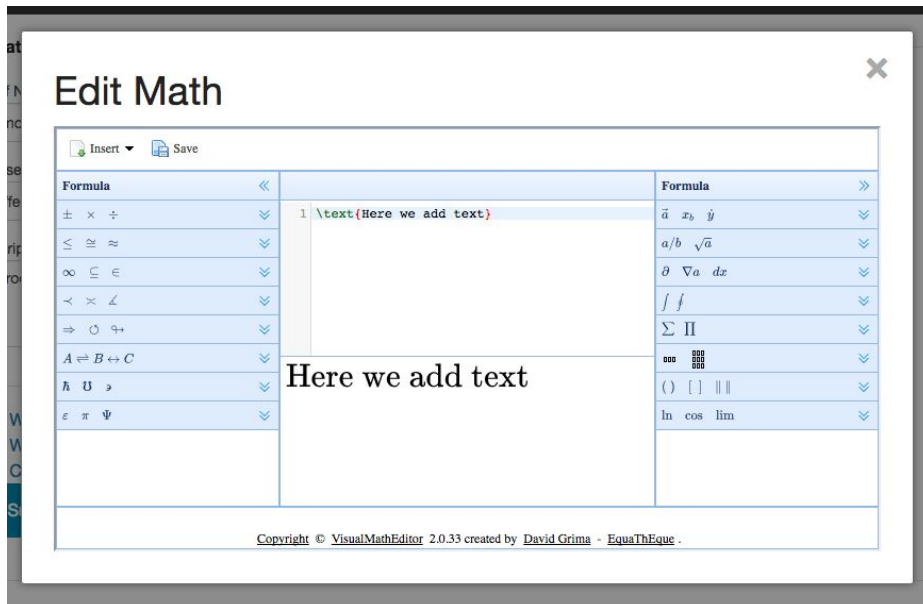 Edit Math
×
Insert Save
Formula
± × ÷
≤ ≅ ≈
∞ ⊆ ∈
≺ ≍ ∡
⇒ ↺ ↬
A ⇌ B ↔ C
ℏ ℧ ϶
ε π Ψ
1 \text{Here we add text}
Here we add text
Formula
a⃗ x_b ẏ
a/b √a
∂ ∇a dx
∫ ∮
∑ ∏
( ) [ ] ‖ ‖
ln cos lim
Copyright © VisualMathEditor 2.0.33 created by David Grima - EquaThEque .